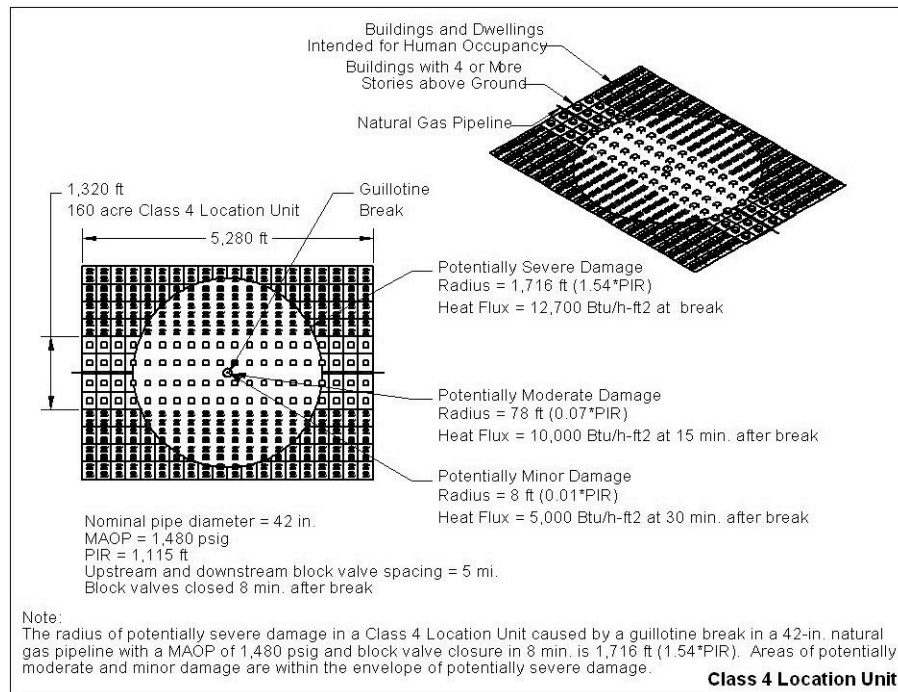 Buildings and Dwellings
Intended for Human Occupancy
Buildings with 4 or More
Stories above Ground
Natural Gas Pipeline
1,320 ft
160 acre Class 4 Location Unit
5,280 ft
Guillotine
Break
Potentially Severe Damage
Radius = 1,716 ft (1.54*PIR)
Heat Flux = 12,700 Btu/h-ft2 at break
Potentially Moderate Damage
Radius = 78 ft (0.07*PIR)
Heat Flux = 10,000 Btu/h-ft2 at 15 min. after break
Potentially Minor Damage
Radius = 8 ft (0.01*PIR)
Heat Flux = 5,000 Btu/h-ft2 at 30 min. after break
Nominal pipe diameter = 42 in.
MAOP = 1,480 psig
PIR = 1,115 ft
Upstream and downstream block valve spacing = 5 mi.
Block valves closed 8 min. after break
Note:
The radius of potentially severe damage in a Class 4 Location Unit caused by a guillotine break in a 42-in. natural
gas pipeline with a MAOP of 1,480 psig and block valve closure in 8 min. is 1,716 ft (1.54*PIR). Areas of potentially
moderate and minor damage are within the envelope of potentially severe damage.
Class 4 Location Unit